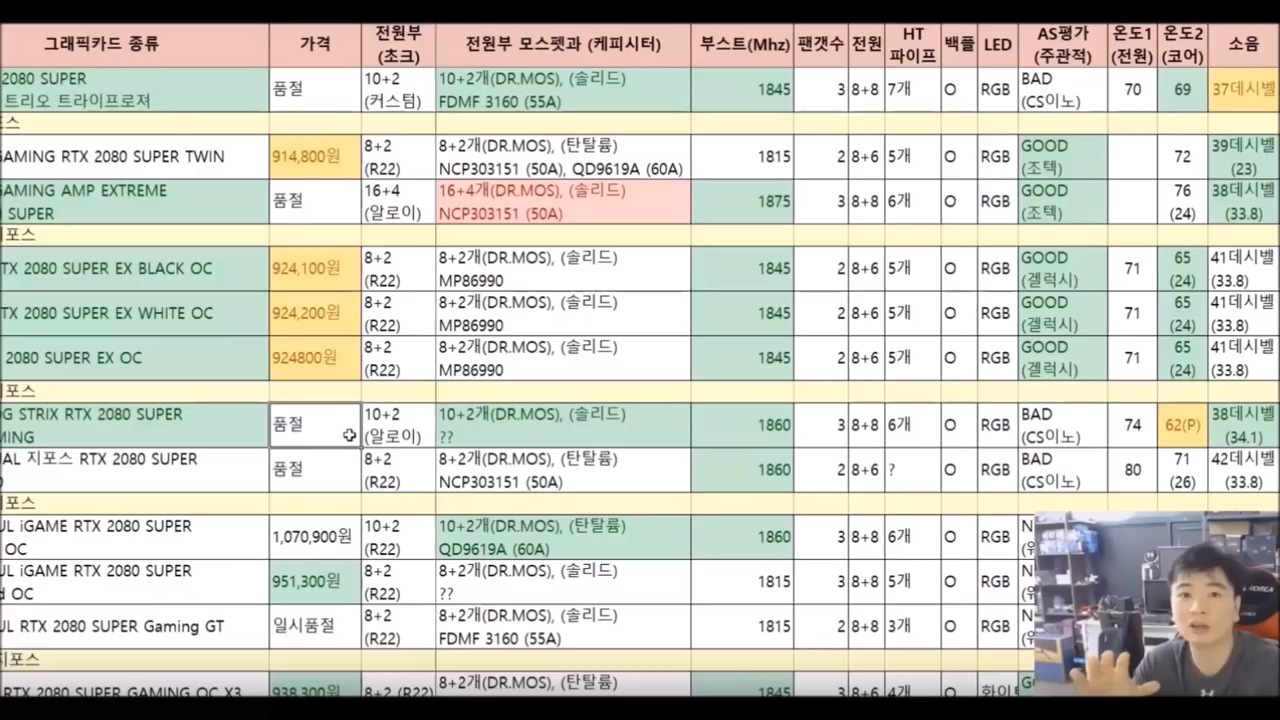 그래픽카드 종류 가격 전원부 (초크) 전원부 모스펫과 (케피시터) 부스트(Mhz) 팬갯수 전원 HT 파이프 백플 LED AS평가 (주관적) 온도1 (전원) 온도2 (코어) 소음
2080 SUPER 트리오 트라이프로져 품절 10+2 (커스텀) 10+2개(DR.MOS), (솔리드) FDMF 3160 (55A) 1845 3 8+8 7개 O RGB BAD (CS이노) 70 69 37데시벨
포스
GAMING RTX 2080 SUPER TWIN 914,800원 8+2 (R22) 8+2개(DR.MOS), (탄탈륨) NCP303151 (50A), QD9619A (60A) 1815 2 8+6 5개 O RGB GOOD (조텍) 72 39데시벨 (23)
GAMING AMP EXTREME SUPER 품절 16+4 (알로이) 16+4개(DR.MOS), (솔리드) NCP303151 (50A) 1875 3 8+8 6개 O RGB GOOD (조텍) 76 (24) 38데시벨 (33.8)
지포스
TX 2080 SUPER EX BLACK OC 924,100원 8+2 (R22) 8+2개(DR.MOS), (솔리드) MP86990 1845 2 8+6 5개 O RGB GOOD (겔럭시) 71 65 (24) 41데시벨 (33.8)
TX 2080 SUPER EX WHITE OC 924,200원 8+2 (R22) 8+2개(DR.MOS), (솔리드) MP86990 1845 2 8+6 5개 O RGB GOOD (겔럭시) 71 65 (24) 41데시벨 (33.8)
2080 SUPER EX OC 924800원 8+2 (R22) 8+2개(DR.MOS), (솔리드) MP86990 1845 2 8+6 5개 O RGB GOOD (겔럭시) 71 65 (24) 41데시벨 (33.8)
지포스
G STRIX RTX 2080 SUPER MING 품절 10+2 (알로이) 10+2개(DR.MOS), (솔리드) ?? 1860 3 8+8 6개 O RGB BAD (CS이노) 74 62(P) 38데시벨 (34.1)
AL 지포스 RTX 2080 SUPER 품절 8+2 (R22) 8+2개(DR.MOS), (탄탈륨) NCP303151 (50A) 1860 2 8+6 ? O RGB BAD (CS이노) 80 71 (26) 42데시벨 (33.8)
지포스
UL iGAME RTX 2080 SUPER OC 1,070,900원 10+2 (R22) 10+2개(DR.MOS), (탄탈륨) QD9619A (60A) 1860 3 8+8 6개 O RGB N
UL iGAME RTX 2080 SUPER d OC 951,300원 8+2 (R22) 8+2개(DR.MOS), (솔리드) ?? 1815 3 8+8 5개 O RGB N
UL RTX 2080 SUPER Gaming GT 일시품절 8+2 (R22) 8+2개(DR.MOS), (솔리드) FDMF 3160 (55A) 1815 2 8+8 3개 O RGB N
지포스
RTX 2080 SUPER GAMING OC X3 938,300원 8+2 (R22) 8+2개(DR.MOS), (탄탈륨) 1845 3 8+6 4개 O 화이트